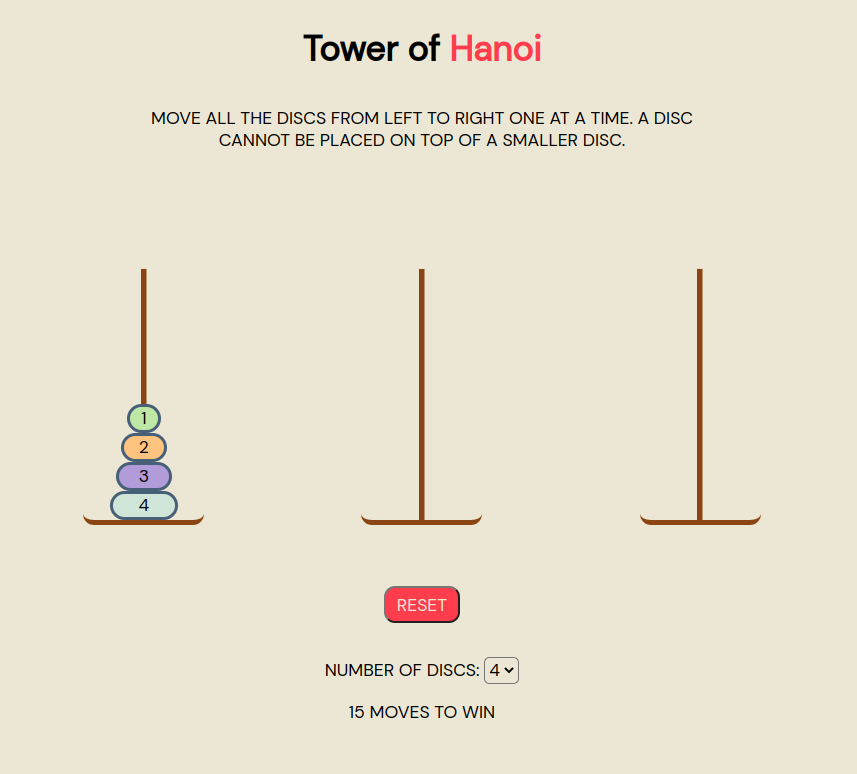 Tower of Hanoi
MOVE ALL THE DISCS FROM LEFT TO RIGHT ONE AT A TIME. A DISC
CANNOT BE PLACED ON TOP OF A SMALLER DISC.
1
2
3
4
RESET
NUMBER OF DISCS: 4
15 MOVES TO WIN